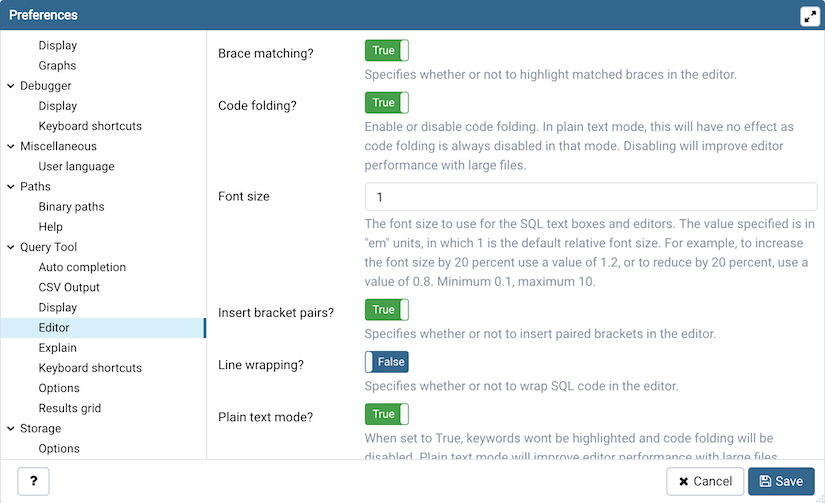 Preferences
Display
Graphs
Debugger
Display
Keyboard shortcuts
Miscellaneous
User language
Paths
Binary paths
Help
Query Tool
Auto completion
CSV Output
Display
Editor
Explain
Keyboard shortcuts
Options
Results grid
Storage
Options
Brace matching?
True
Specifies whether or not to highlight matched braces in the editor.
Code folding?
True
Enable or disable code folding. In plain text mode, this will have no effect as
code folding is always disabled in that mode. Disabling will improve editor
performance with large files.
Font size
1
The font size to use for the SQL text boxes and editors. The value specified is in
"em" units, in which 1 is the default relative font size. For example, to increase
the font size by 20 percent use a value of 1.2, or to reduce by 20 percent, use a
value of 0.8. Minimum 0.1, maximum 10.
Insert bracket pairs?
True
Specifies whether or not to insert paired brackets in the editor.
Line wrapping?
False
Specifies whether or not to wrap SQL code in the editor.
Plain text mode?
True
When set to True, keywords wont be highlighted and code folding will be
disabled. Plain text mode will improve editor performance with large files.
?
Cancel
Save